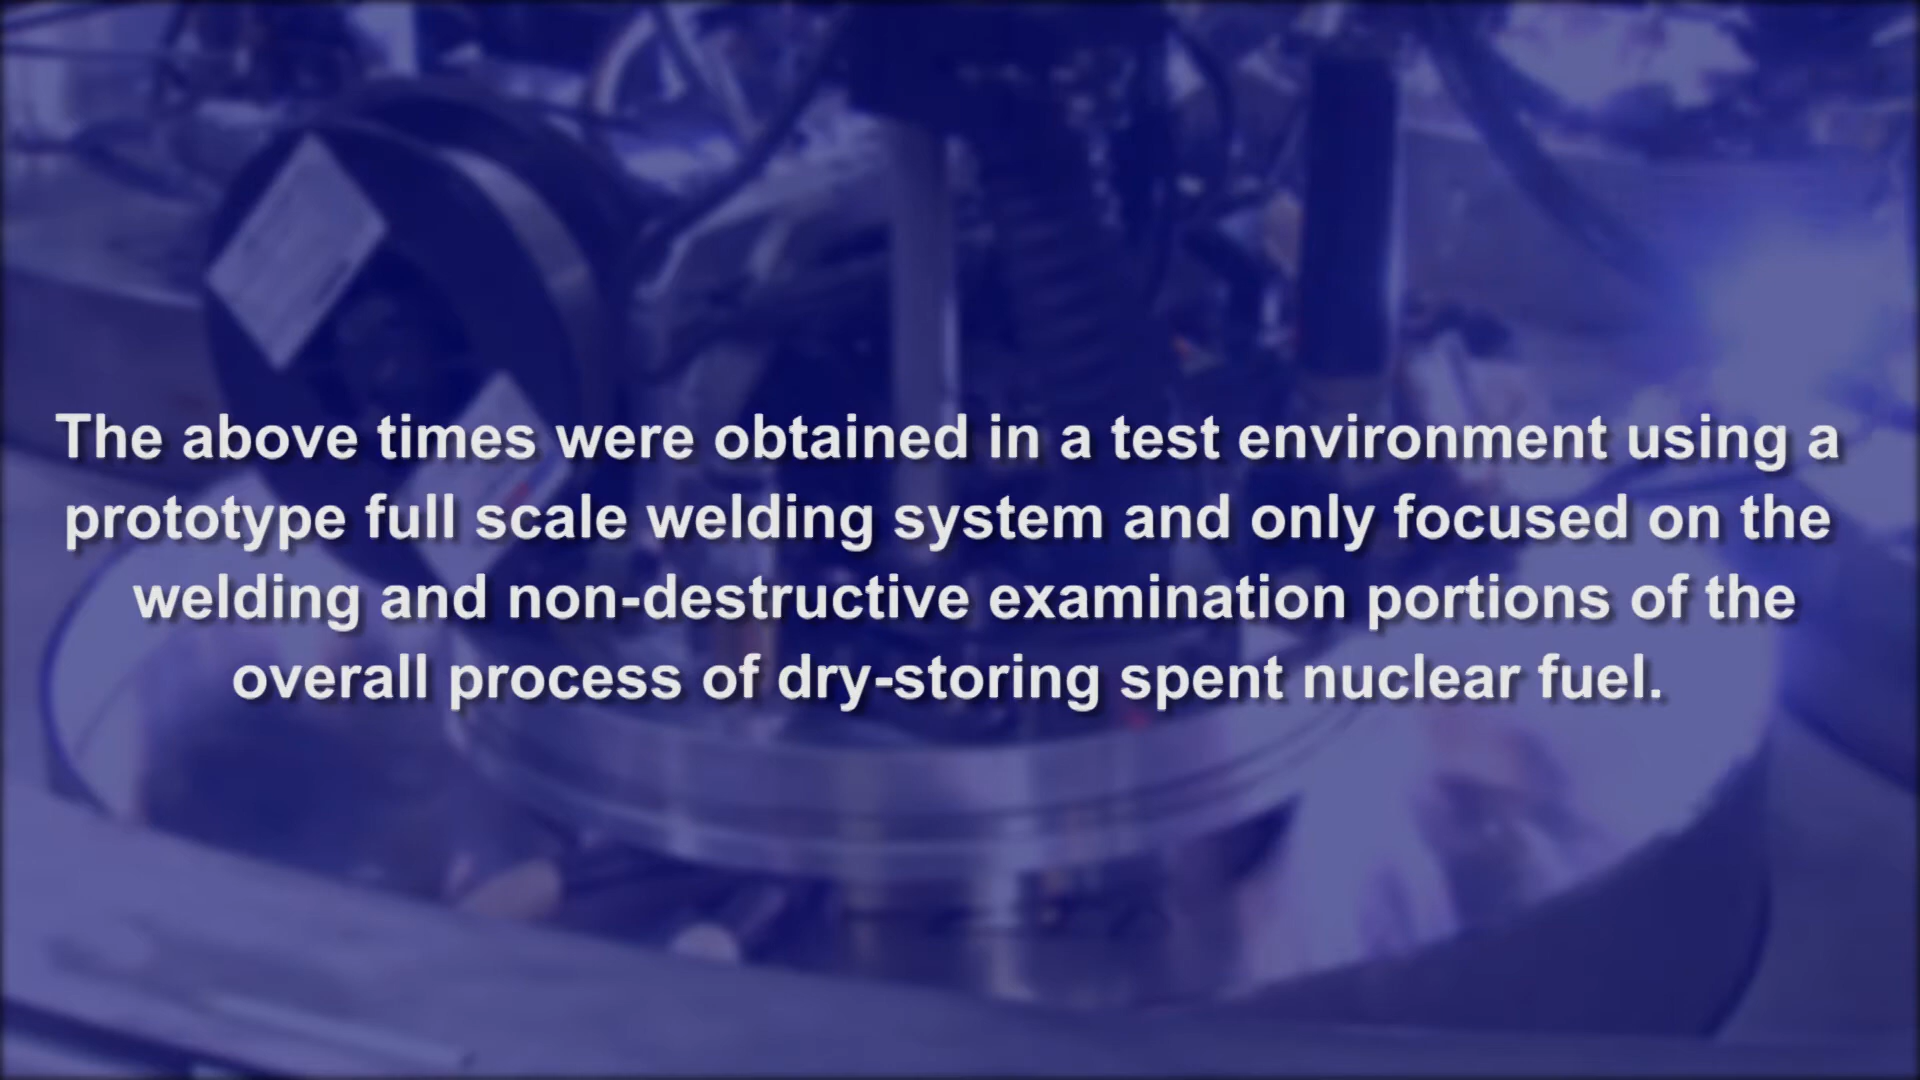 The above times were obtained in a test environment using a
prototype full scale welding system and only focused on the
welding and non-destructive examination portions of the
overall process of dry-storing spent nuclear fuel.